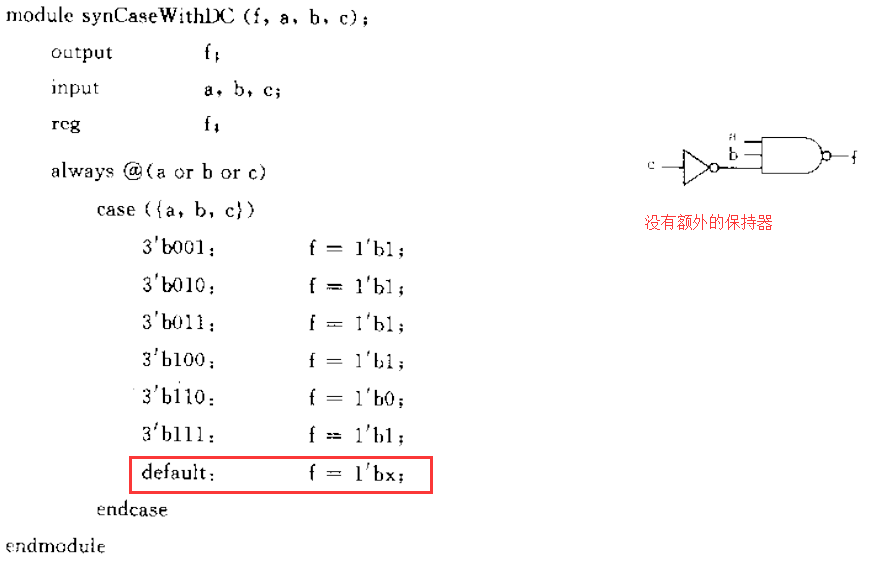 module synCaseWithDC (f, a, b, c);
output f;
input a, b, c;
reg f;
always @(a or b or c)
case ({a, b, c})
3'b001: f = 1'b1;
3'b010: f = 1'b1;
3'b011: f = 1'b1;
3'b100: f = 1'b1;
3'b110: f = 1'b0;
3'b111: f = 1'b1;
default: f = 1'bx;
endcase
endmodule
a
b
c
f
没有额外的保持器